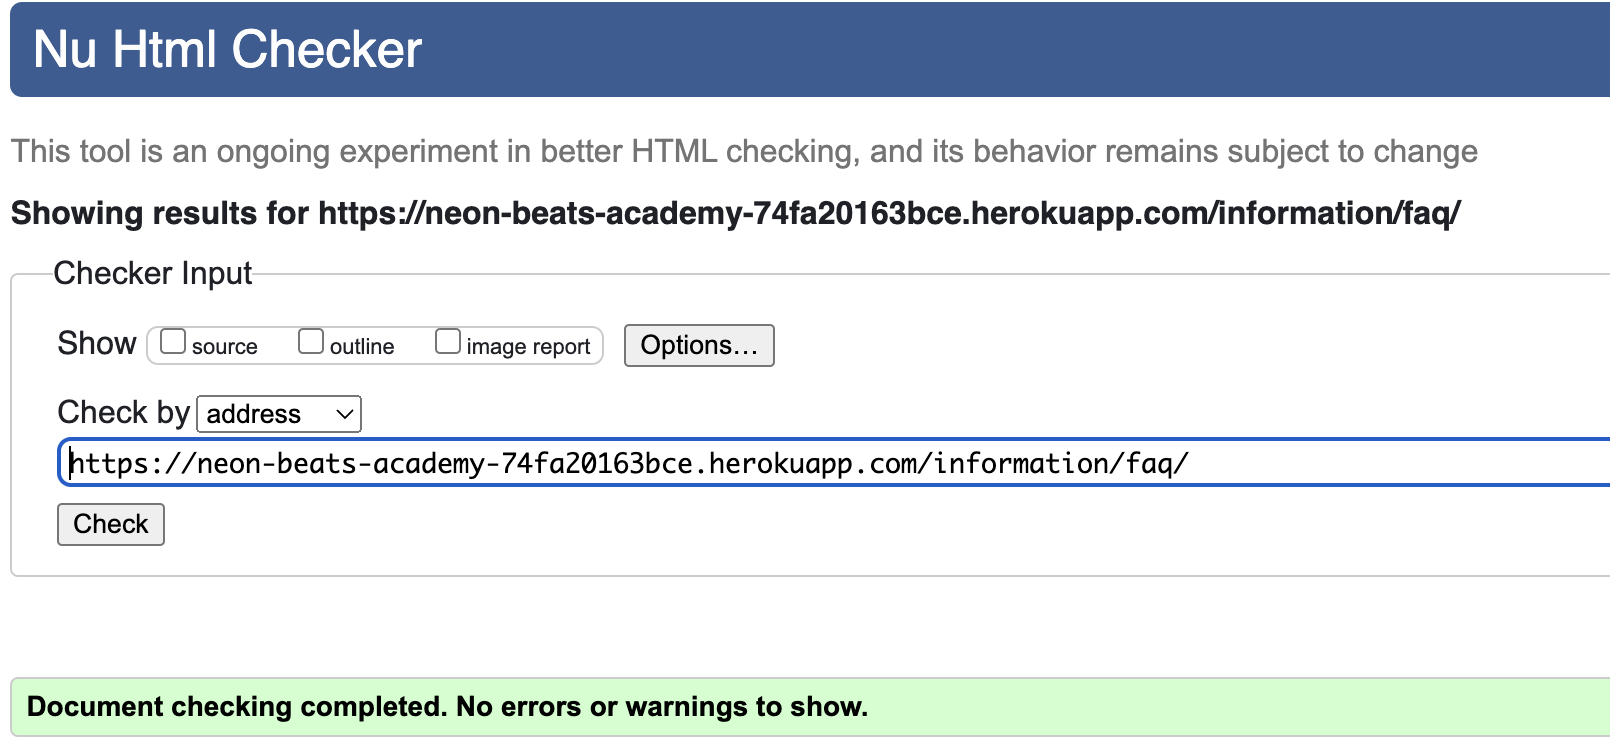 Nu Html Checker
This tool is an ongoing experiment in better HTML checking, and its behavior remains subject to change
Showing results for https://neon-beats-academy-74fa20163bce.herokuapp.com/information/faq/
Checker Input
Show source outline image report Options...
Check by address
https://neon-beats-academy-74fa20163bce.herokuapp.com/information/faq/
Check
Document checking completed. No errors or warnings to show.